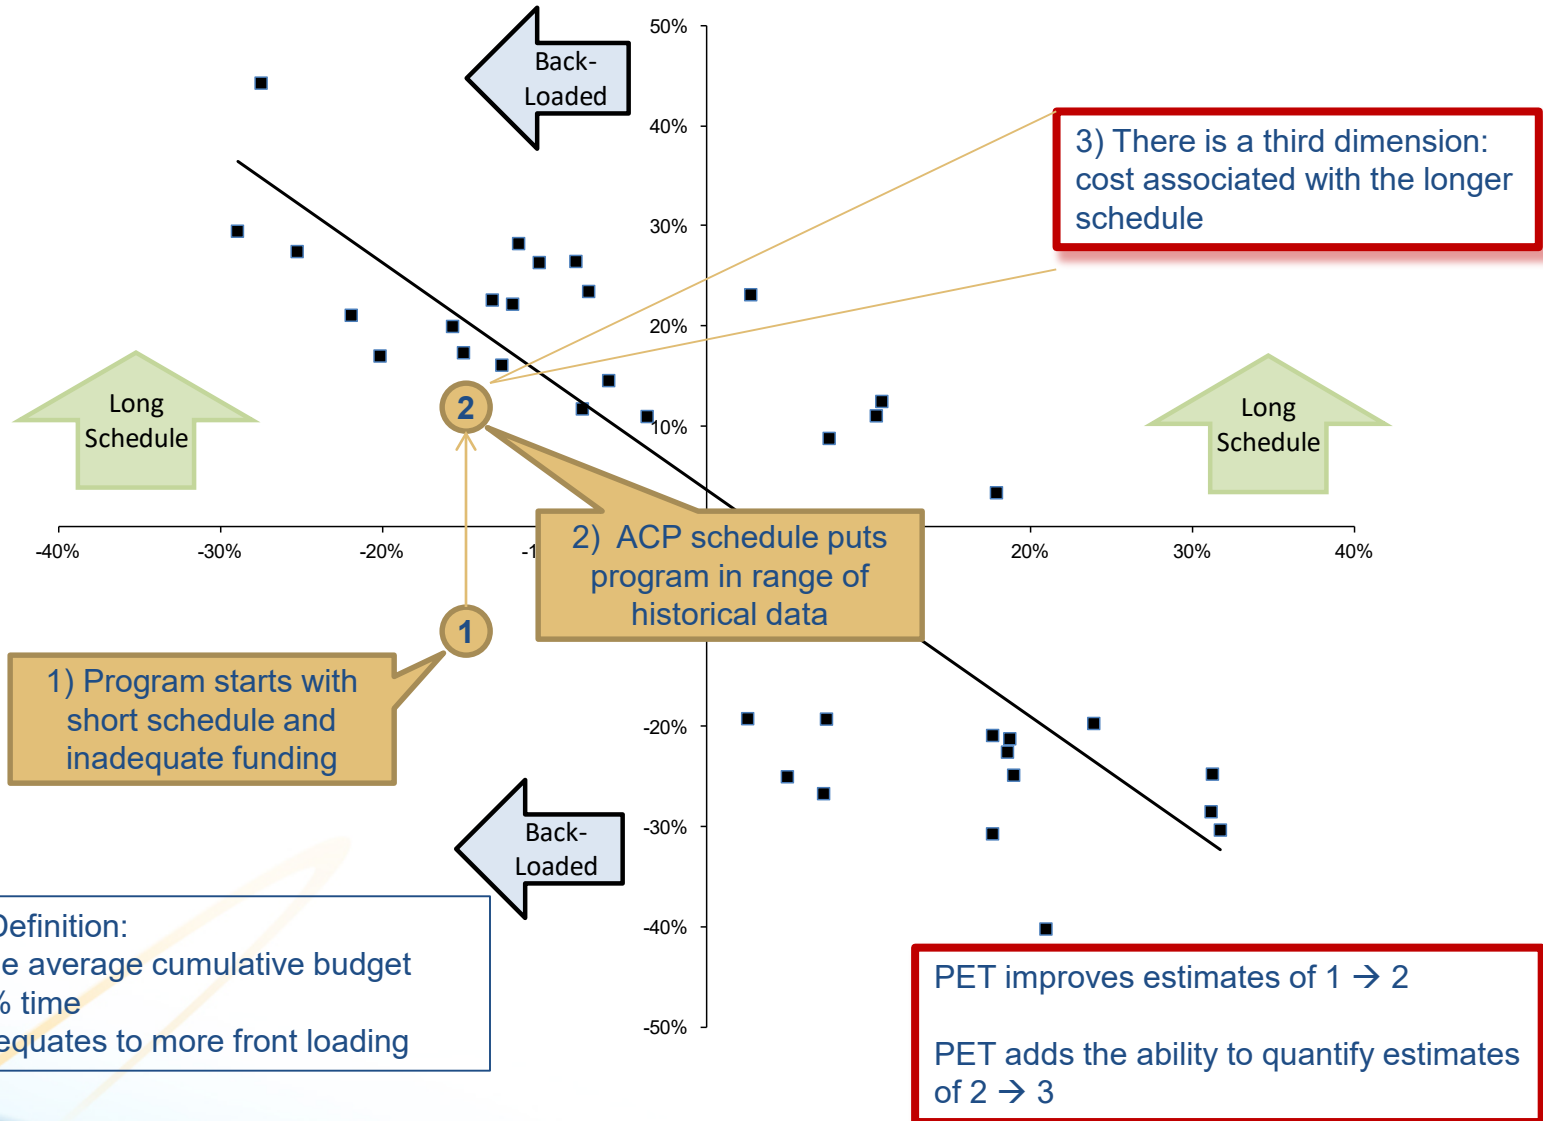 50%
Back-
Loaded
40%
3) There is a third dimension:
cost associated with the longer
schedule
30%
20%
Long
Schedule
2
10%
Long
Schedule
-40%
-30%
-20%
20%
30%
40%
2) ACP schedule puts
program in range of
historical data
1
1) Program starts with
short schedule and
inadequate funding
-20%
-30%
Back-
Loaded
-40%
Definition:
average cumulative budget
% time
equates to more front loading
-50%
PET improves estimates of 1 → 2
PET adds the ability to quantify estimates
of 2 → 3